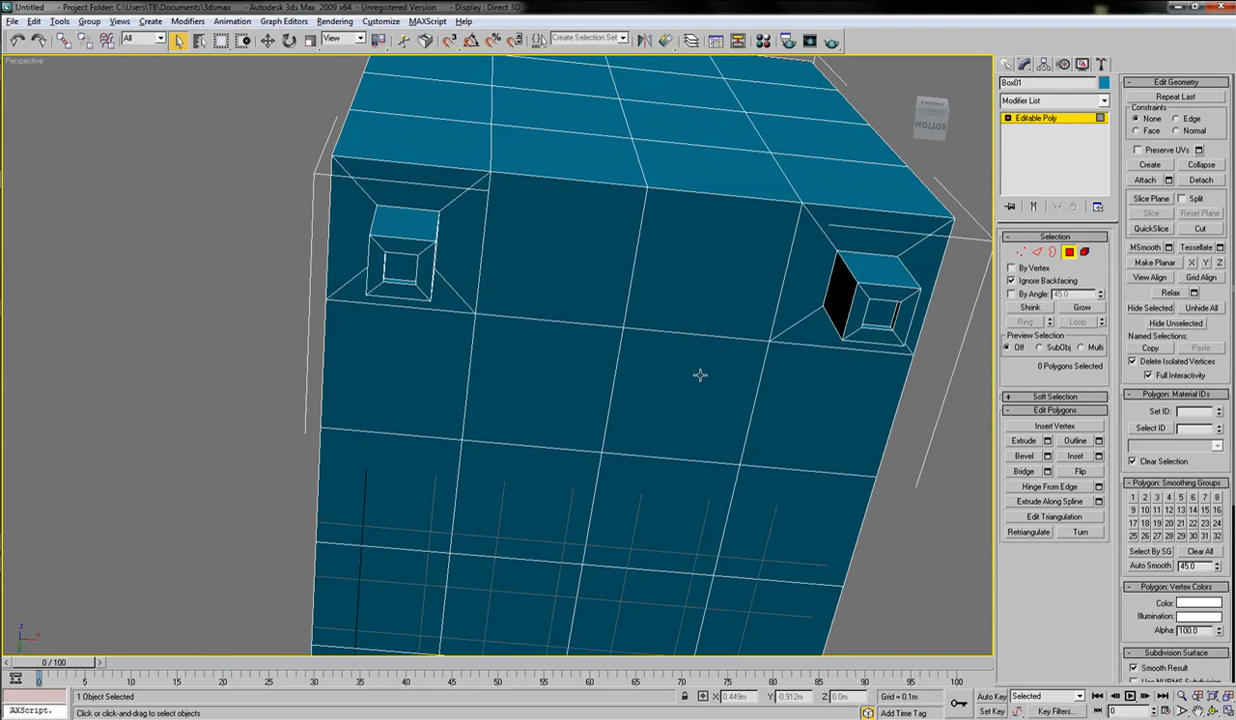 Untitled - Project Folder: C:\Users\TB\Documents\3dsmax - Autodesk 3ds Max 2009 x64 - Unregistered Version - Display : Direct 3D
File Edit Tools Group Views Create Modifiers Animation Graph Editors Rendering Customize MAXScript Help
All View Create Selection Set
Perspective
FRONT
BOTTOM
Box01
Modifier List
Editable Poly
Selection
By Vertex
Ignore Backfacing
By Angle: 45.0
Shrink Grow
Ring Loop
Preview Selection
Off SubObj Multi
0 Polygons Selected
Soft Selection
Edit Polygons
Insert Vertex
Extrude Outline
Bevel Inset
Bridge Flip
Hinge From Edge
Extrude Along Spline
Edit Triangulation
Retriangulate Turn
Edit Geometry
Repeat Last
Constraints
None Edge
Face Normal
Preserve UVs
Create Collapse
Attach Detach
Slice Plane Split
Slice Reset Plane
QuickSlice Cut
MSmooth Tessellate
Make Planar X Y Z
View Align Grid Align
Relax
Hide Selected Unhide All
Hide Unselected
Named Selections:
Copy Paste
Delete Isolated Vertices
Full Interactivity
Polygon: Material IDs
Set ID:
Select ID
Clear Selection
Polygon: Smoothing Groups
1 2 3 4 5 6 7 8
9 10 11 12 13 14 15 16
17 18 19 20 21 22 23 24
25 26 27 28 29 30 31 32
Select By SG Clear All
Auto Smooth 45.0
Polygon: Vertex Colors
Color:
Illumination:
Alpha: 100.0
Subdivision Surface
Smooth Result
z
x
0 / 100
5 10 15 20 25 30 35 40 45 50 55 60 65 70 75 80 85 90 95 100
1 Object Selected X: 0.449m Y: -0.912m Z: 0.0m Grid = 0.1m Auto Key Selected
MAXScript. Click or click-and-drag to select objects Add Time Tag Set Key Key Filters... 0